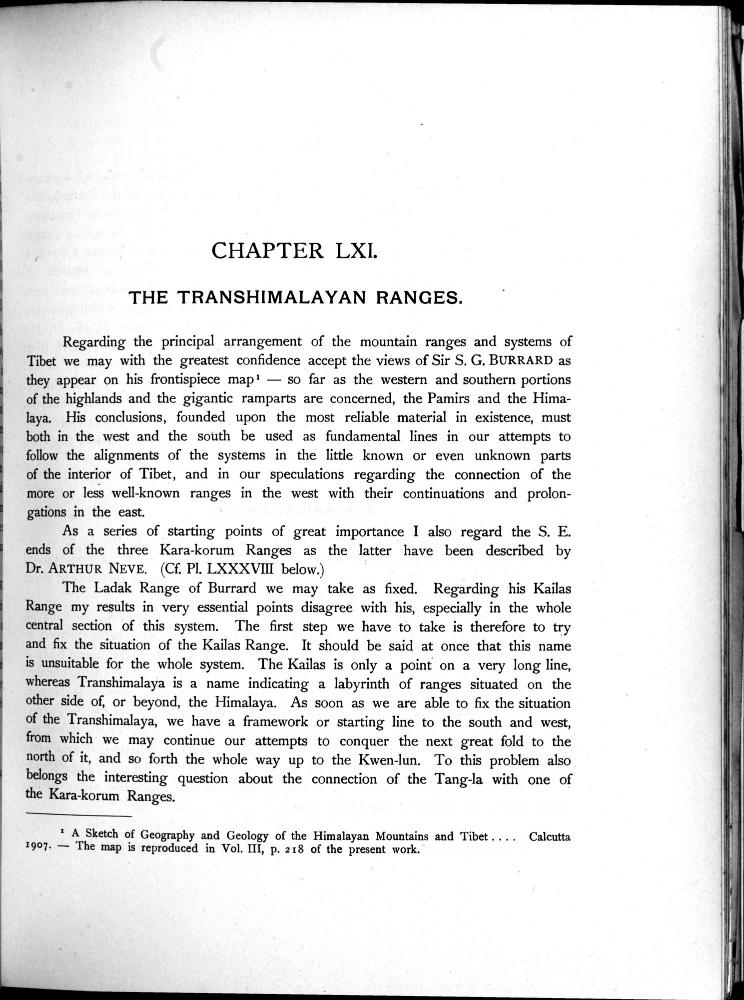 CHAPTER LXI.
THE TRANSHIMALAYAN RANGES.
Regarding the principal arrangement of the mountain ranges and systems of
Tibet we may with the greatest confidence accept the views of Sir S. G. BURRARD as
they appear on his frontispiece map¹ — so far as the western and southern portions
of the highlands and the gigantic ramparts are concerned, the Pamirs and the Hima-
laya. His conclusions, founded upon the most reliable material in existence, must
both in the west and the south be used as fundamental lines in our attempts to
follow the alignments of the systems in the little known or even unknown parts
of the interior of Tibet, and in our speculations regarding the connection of the
more or less well-known ranges in the west with their continuations and prolon-
gations in the east.
As a series of starting points of great importance I also regard the S. E.
ends of the three Kara-korum Ranges as the latter have been described by
Dr. ARTHUR NEVE. (Cf. Pl. LXXXVIII below.)
The Ladak Range of Burrard we may take as fixed. Regarding his Kailas
Range my results in very essential points disagree with his, especially in the whole
central section of this system. The first step we have to take is therefore to try
and fix the situation of the Kailas Range. It should be said at once that this name
is unsuitable for the whole system. The Kailas is only a point on a very long line,
whereas Transhimalaya is a name indicating a labyrinth of ranges situated on the
other side of, or beyond, the Himalaya. As soon as we are able to fix the situation
of the Transhimalaya, we have a framework or starting line to the south and west,
from which we may continue our attempts to conquer the next great fold to the
north of it, and so forth the whole way up to the Kwen-lun. To this problem also
belongs the interesting question about the connection of the Tang-la with one of
the Kara-korum Ranges.
¹ A Sketch of Geography and Geology of the Himalayan Mountains and Tibet.... Calcutta
1907. — The map is reproduced in Vol. III, p. 218 of the present work.